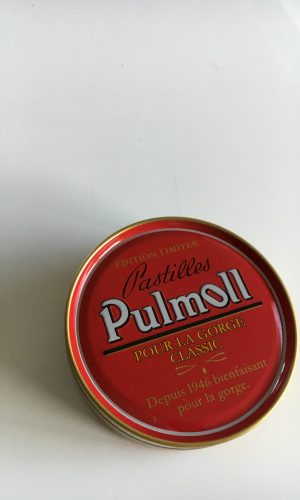 EDITION LIMITÉE
Pastilles
Pulmoll
POUR LA GORGE
CLASSIC
Depuis 1946 bienfaisant
pour la gorge.